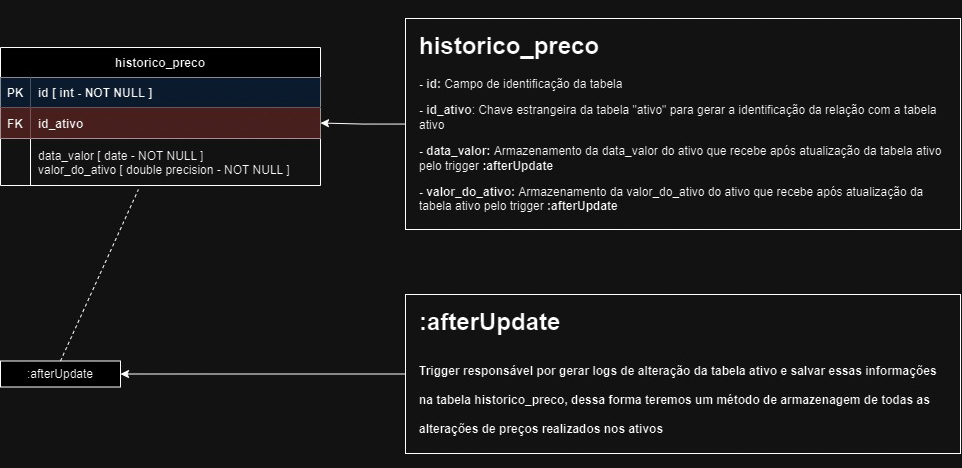 historico_preco
PK id [ int - NOT NULL ]
FK id_ativo
data_valor [ date - NOT NULL ]
valor_do_ativo [ double precision - NOT NULL ]
historico_preco
- id: Campo de identificação da tabela
- id_ativo: Chave estrangeira da tabela "ativo" para gerar a identificação da relação com a tabela
ativo
- data_valor: Armazenamento da data_valor do ativo que recebe após atualização da tabela ativo
pelo trigger :afterUpdate
- valor_do_ativo: Armazenamento da valor_do_ativo do ativo que recebe após atualização da
tabela ativo pelo trigger :afterUpdate
:afterUpdate
:afterUpdate
Trigger responsável por gerar logs de alteração da tabela ativo e salvar essas informações
na tabela historico_preco, dessa forma teremos um método de armazenagem de todas as
alterações de preços realizados nos ativos